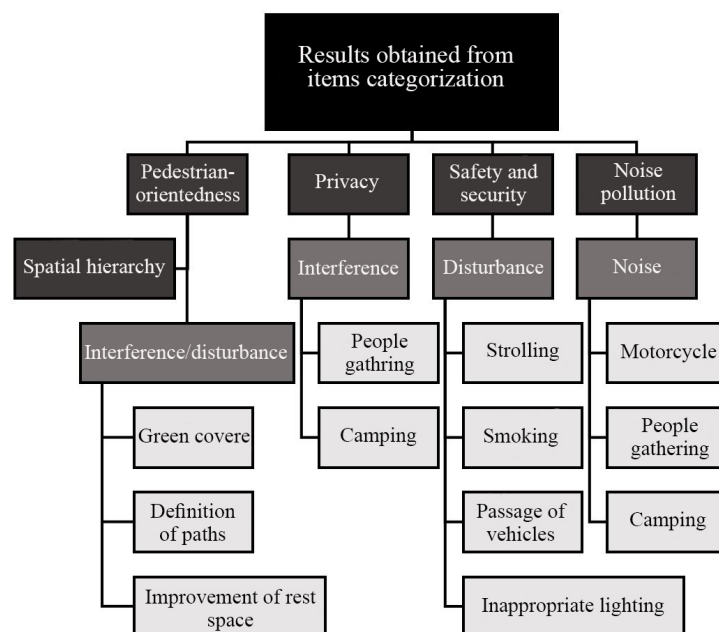 Results obtained from
items categorization
Pedestrian-
orientedness
Privacy
Safety and
security
Noise
pollution
Spatial hierarchy
Interference
Disturbance
Noise
Interference/disturbance
People
gathring
Strolling
Motorcycle
Green covere
Camping
Smoking
People
gathering
Definition
of paths
Passage of
vehicles
Camping
Improvement of rest
space
Inappropriate lighting